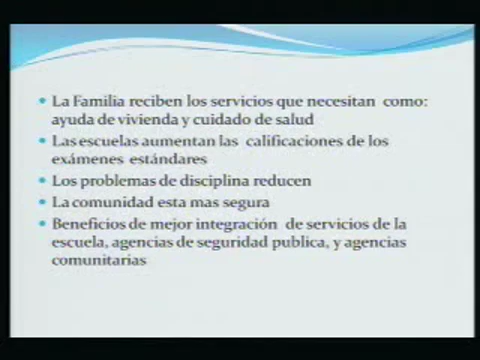 La Familia reciben los servicios que necesitan como:
ayuda de vivienda y cuidado de salud
Las escuelas aumentan las calificaciones de los
exámenes estándares
Los problemas de disciplina reducen
La comunidad esta mas segura
Beneficios de mejor integración de servicios de la
escuela, agencias de seguridad publica, y agencias
comunitarias